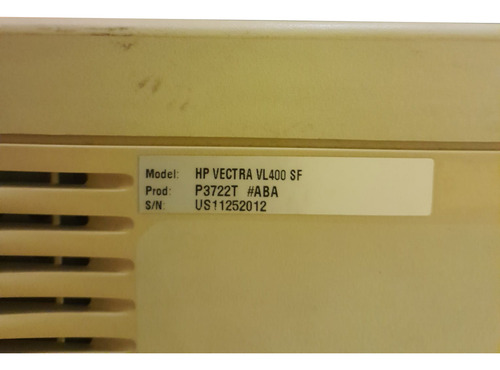 Model: HP VECTRA VL400 SF
Prod: P3722T #ABA
S/N: US11252012